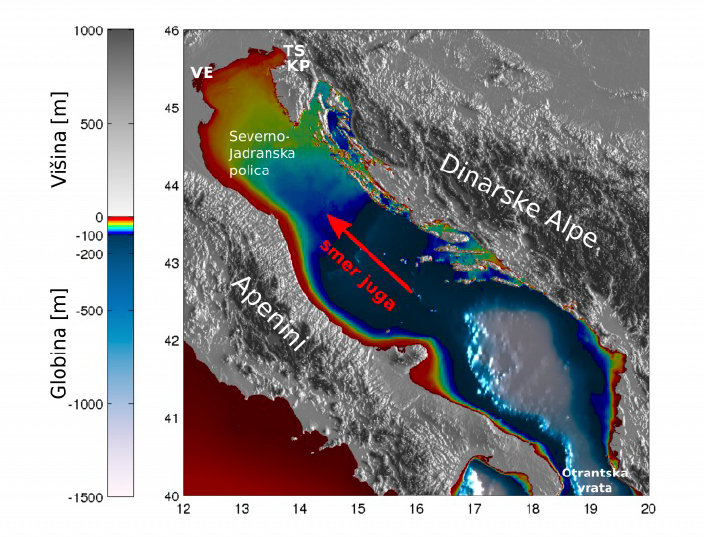 1000
500
0
-100
-200
-500
-1000
-1500
Višina [m]
Globina [m]
46
45
44
43
42
41
40
12
13
14
15
16
17
18
19
20
VE
TS
KP
Severno-
Jadranska
polica
Dinarske Alpe
smer juga
Apenini
Otrantska
vrata